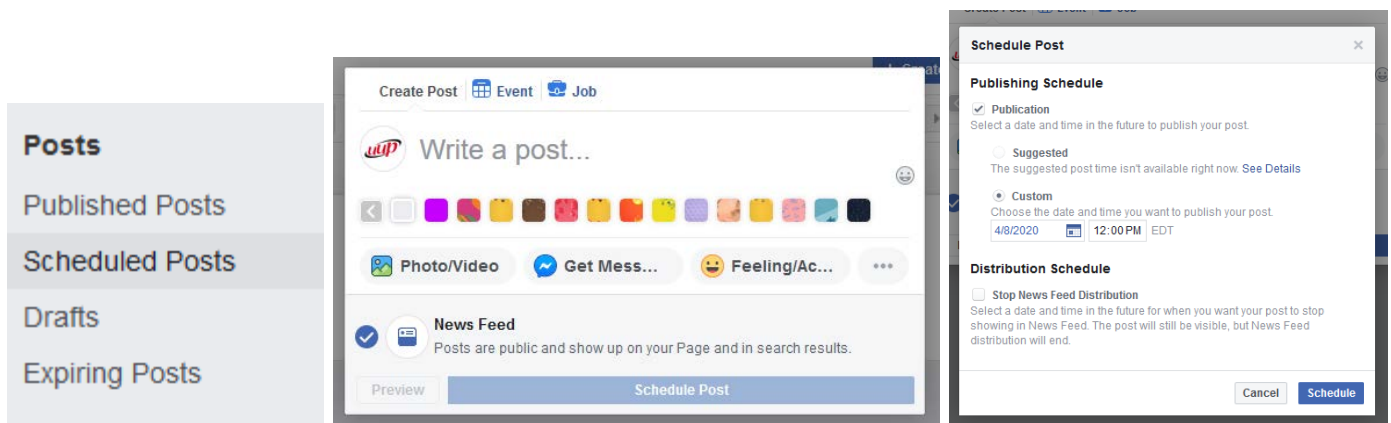 Posts
Published Posts
Scheduled Posts
Drafts
Expiring Posts
Create Post Event Job
uup
Write a post...
Photo/Video Get Mess... Feeling/Ac... ...
News Feed
Posts are public and show up on your Page and in search results.
Preview Schedule Post
Schedule Post
Publishing Schedule
Publication
Select a date and time in the future to publish your post.
Suggested
The suggested post time isn't available right now. See Details
Custom
Choose the date and time you want to publish your post.
4/8/2020 12:00 PM EDT
Distribution Schedule
Stop News Feed Distribution
Select a date and time in the future for when you want your post to stop
showing in News Feed. The post will still be visible, but News Feed
distribution will end.
Cancel Schedule